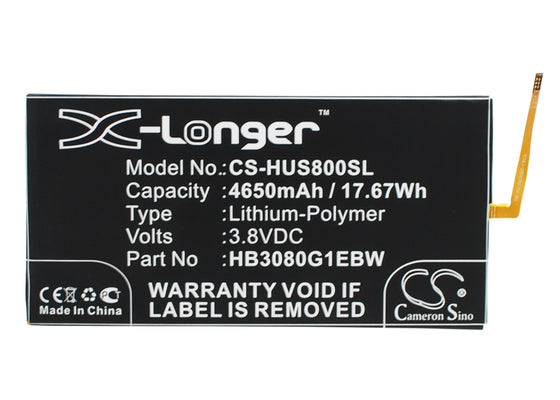 X-Longer™
Model No.: CS-HUS800SL
Capacity: 4650mAh / 17.67Wh
Type: Lithium-Polymer
Volts: 3.8VDC
Part No: HB3080G1EBW
WARRANTY VOID IF
LABEL IS REMOVED
CE
Made in China
CS
Cameron Sino